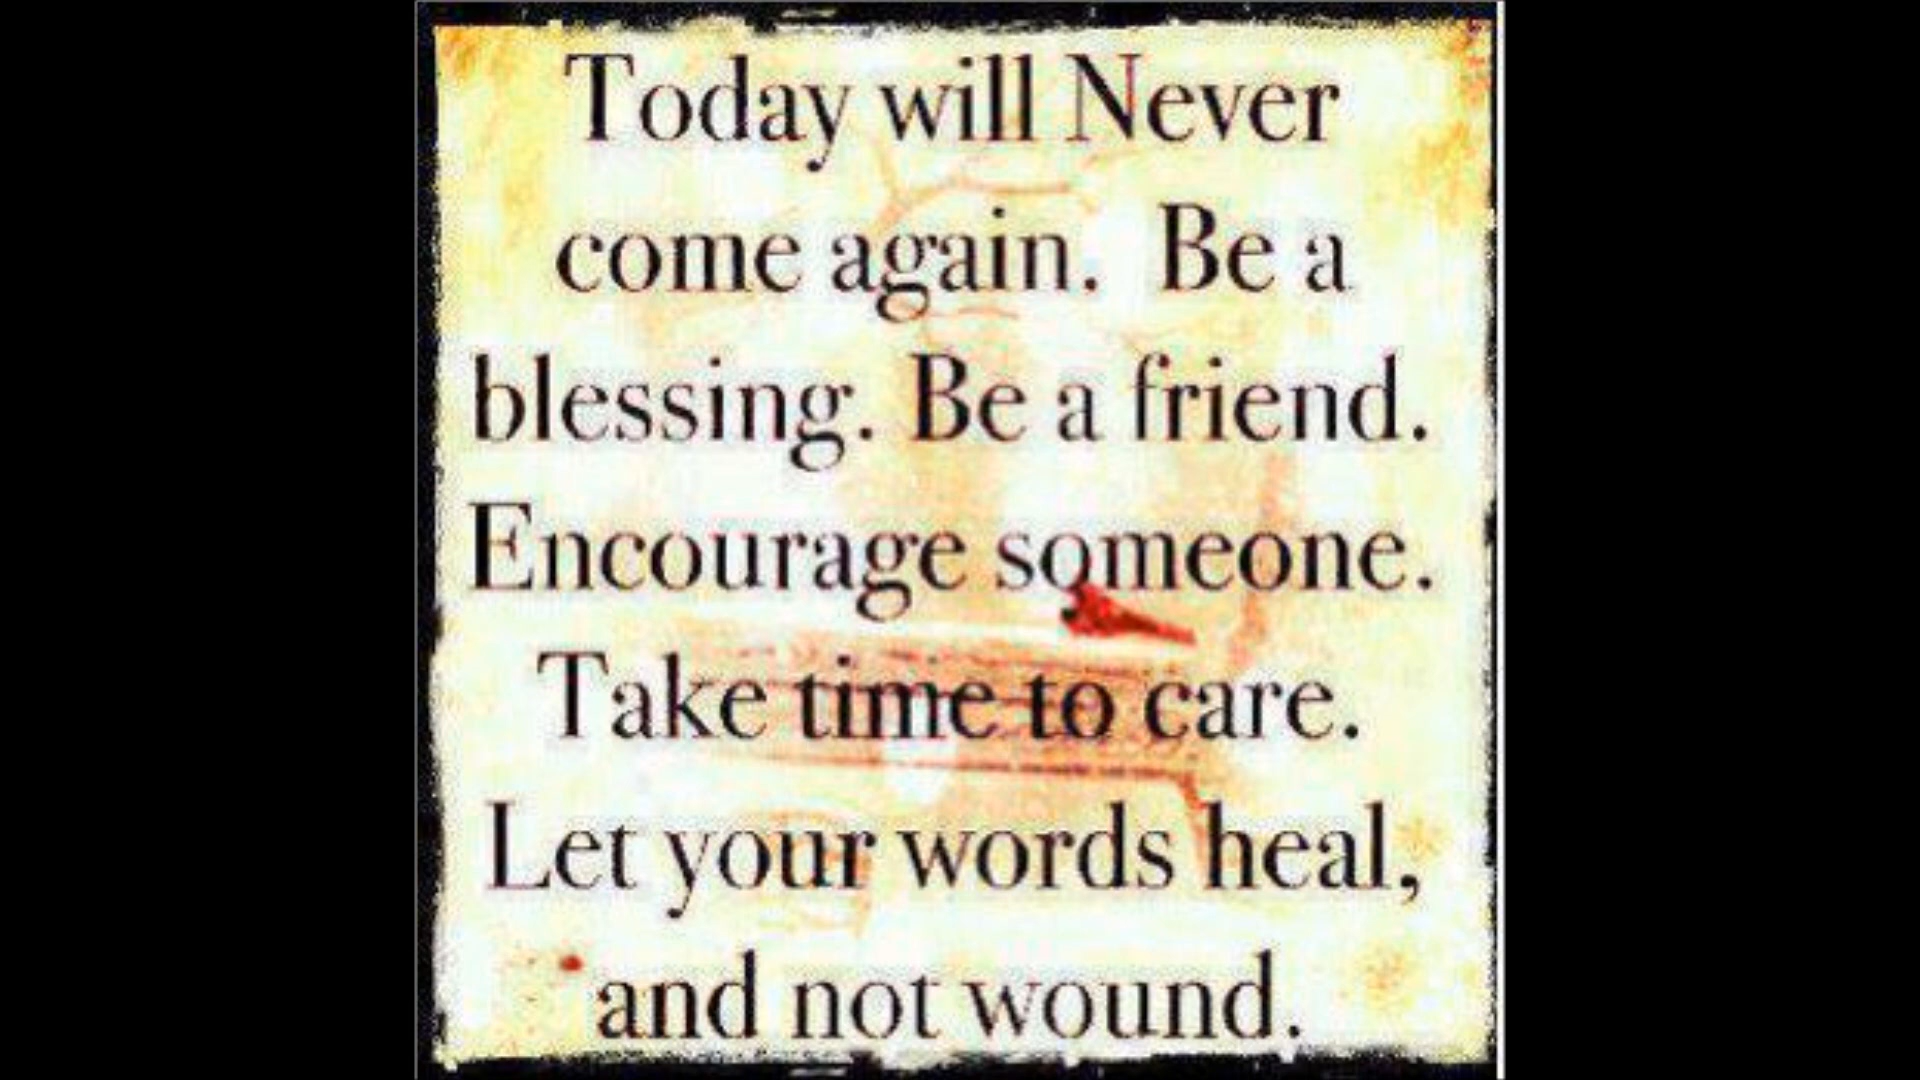 Today will Never
come again.  Be a
blessing. Be a friend.
Encourage someone.
Take time to care.
Let your words heal,
and not wound.